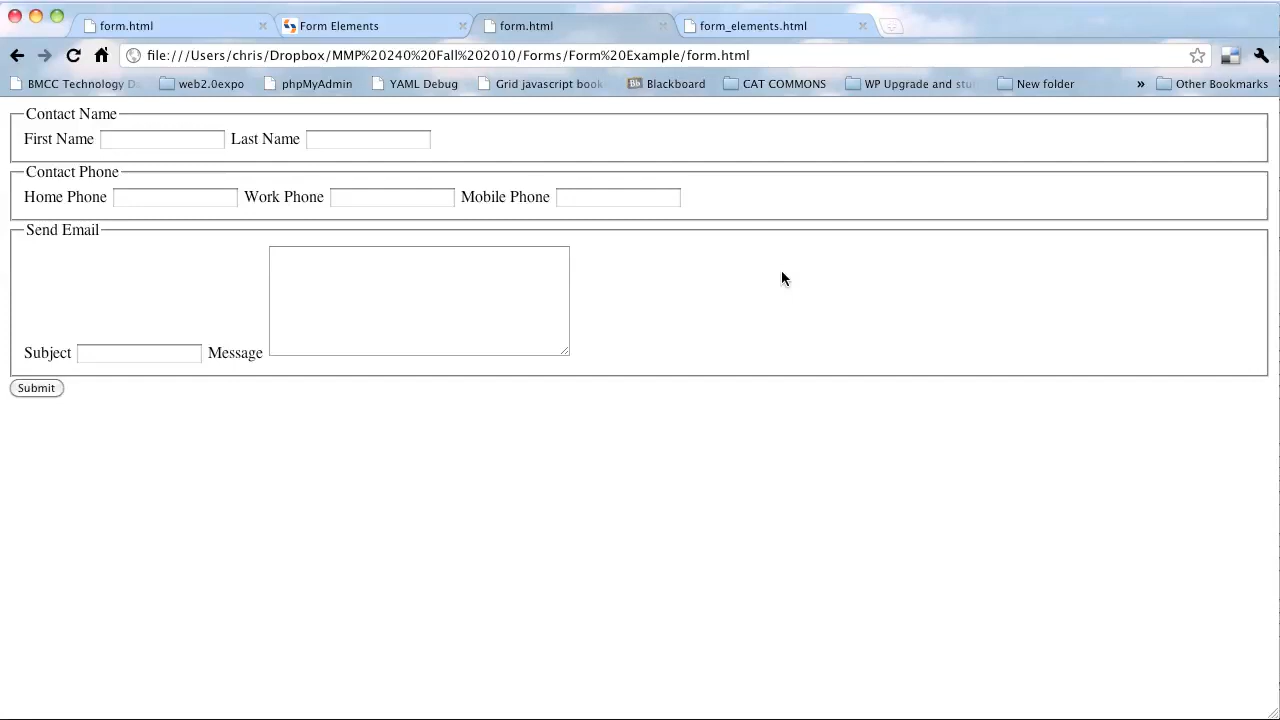 form.html Form Elements form.html form_elements.html
file:///Users/chris/Dropbox/MMP%20240%20Fall%202010/Forms/Form%20Example/form.html
BMCC Technology D web2.0expo phpMyAdmin YAML Debug Grid javascript book Bb Blackboard CAT COMMONS WP Upgrade and stu New folder » Other Bookmarks
Contact Name
First Name Last Name
Contact Phone
Home Phone Work Phone Mobile Phone
Send Email
Subject Message
Submit